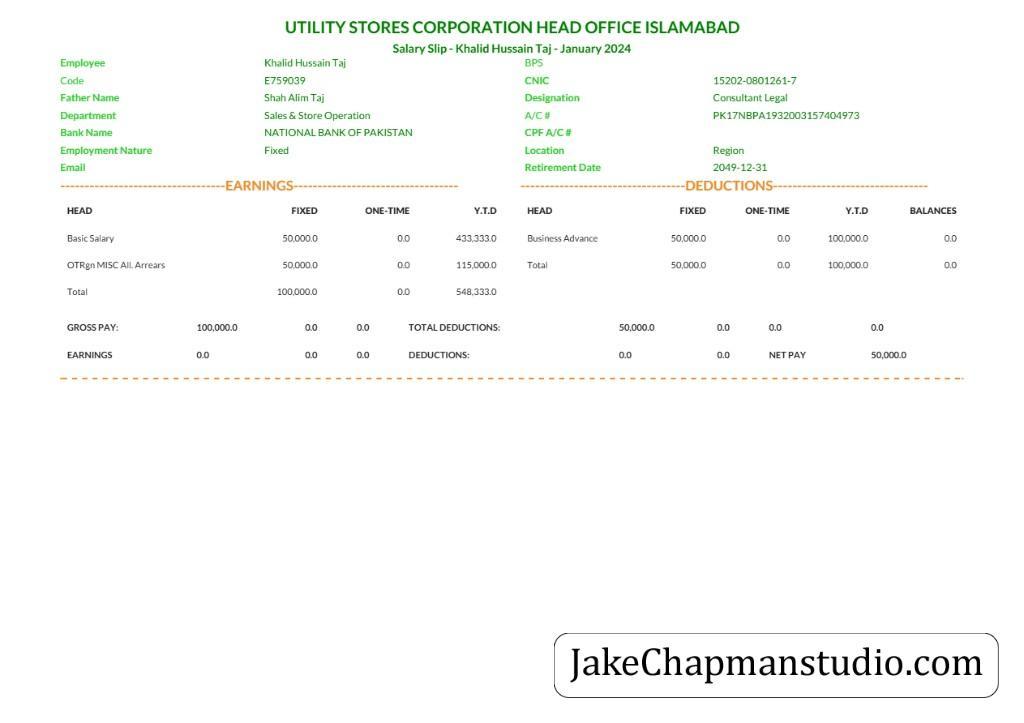 UTILITY STORES CORPORATION HEAD OFFICE ISLAMABAD
Salary Slip - Khalid Hussain Taj - January 2024
Employee Khalid Hussain Taj BPS
Code E759039 CNIC 15202-0801261-7
Father Name Shah Alim Taj Designation Consultant Legal
Department Sales & Store Operation A/C # PK17NBPA1932003157404973
Bank Name NATIONAL BANK OF PAKISTAN CPF A/C #
Employment Nature Fixed Location Region
Email Retirement Date 2049-12-31
EARNINGS DEDUCTIONS
HEAD FIXED ONE-TIME Y.T.D HEAD FIXED ONE-TIME Y.T.D BALANCES
Basic Salary 50,000.0 0.0 433,333.0 Business Advance 50,000.0 0.0 100,000.0 0.0
OTRgn MISC All. Arrears 50,000.0 0.0 115,000.0 Total 50,000.0 0.0 100,000.0 0.0
Total 100,000.0 0.0 548,333.0
GROSS PAY: 100,000.0 0.0 0.0 TOTAL DEDUCTIONS: 50,000.0 0.0 0.0 0.0
EARNINGS 0.0 0.0 0.0 DEDUCTIONS: 0.0 0.0 NET PAY 50,000.0
JakeChapmanstudio.com